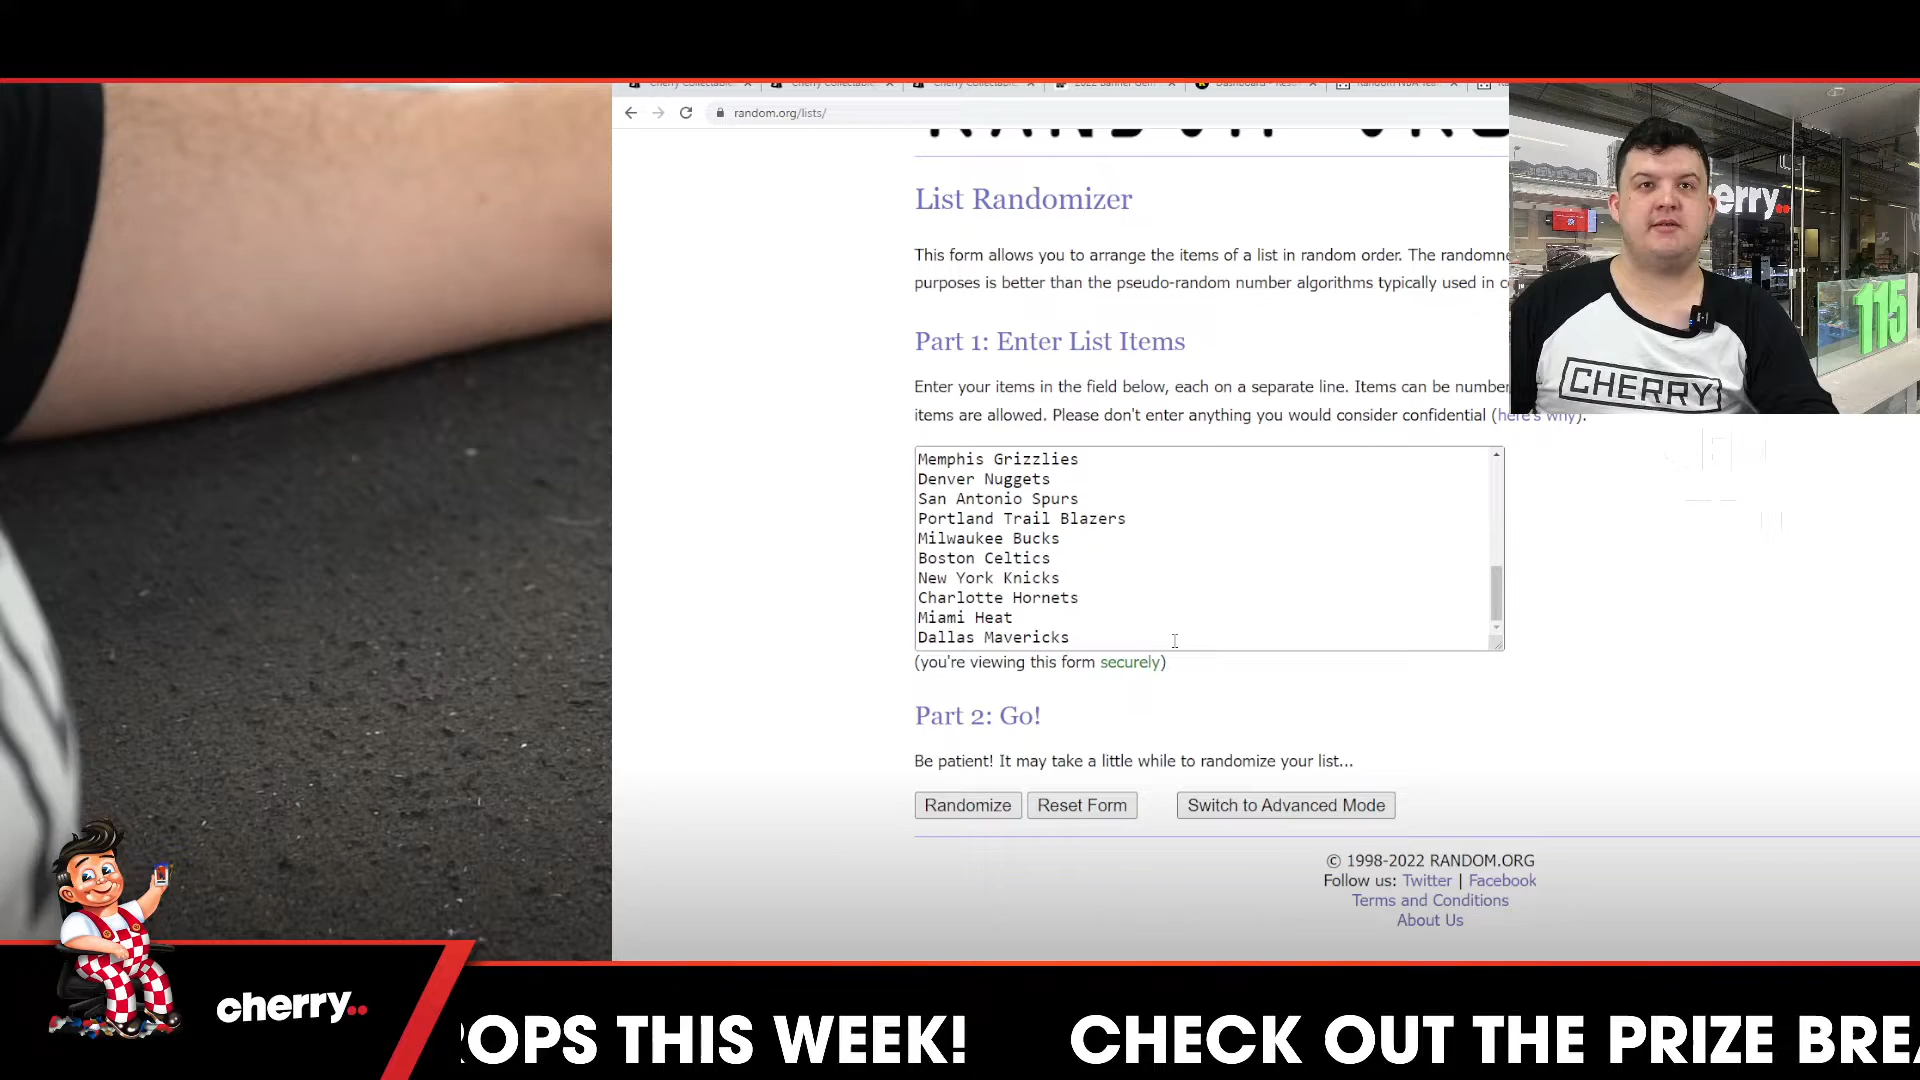 random.org/lists/
List Randomizer
This form allows you to arrange the items of a list in random order. The randomne
purposes is better than the pseudo-random number algorithms typically used in c
Part 1: Enter List Items
Enter your items in the field below, each on a separate line. Items can be number
items are allowed. Please don't enter anything you would consider confidential (here's why).
Memphis Grizzlies
Denver Nuggets
San Antonio Spurs
Portland Trail Blazers
Milwaukee Bucks
Boston Celtics
New York Knicks
Charlotte Hornets
Miami Heat
Dallas Mavericks
(you're viewing this form securely)
Part 2: Go!
Be patient! It may take a little while to randomize your list...
Randomize Reset Form Switch to Advanced Mode
© 1998-2022 RANDOM.ORG
Follow us: Twitter | Facebook
Terms and Conditions
About Us
erry..
115
CHERRY
cherry..
ROPS THIS WEEK! CHECK OUT THE PRIZE BREA